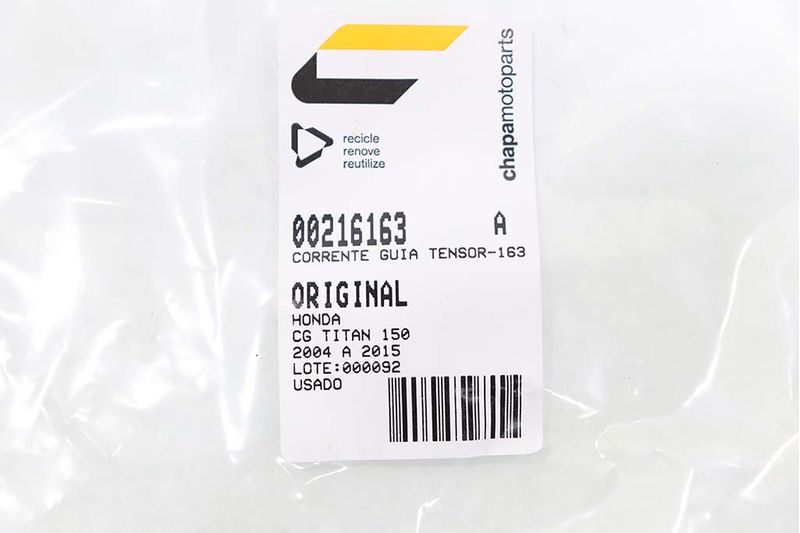 chapamotoparts
recicle
renove
reutilize
00216163 A
CORRENTE GUIA TENSOR-163
ORIGINAL
HONDA
CG TITAN 150
2004 A 2015
LOTE:000092
USADO